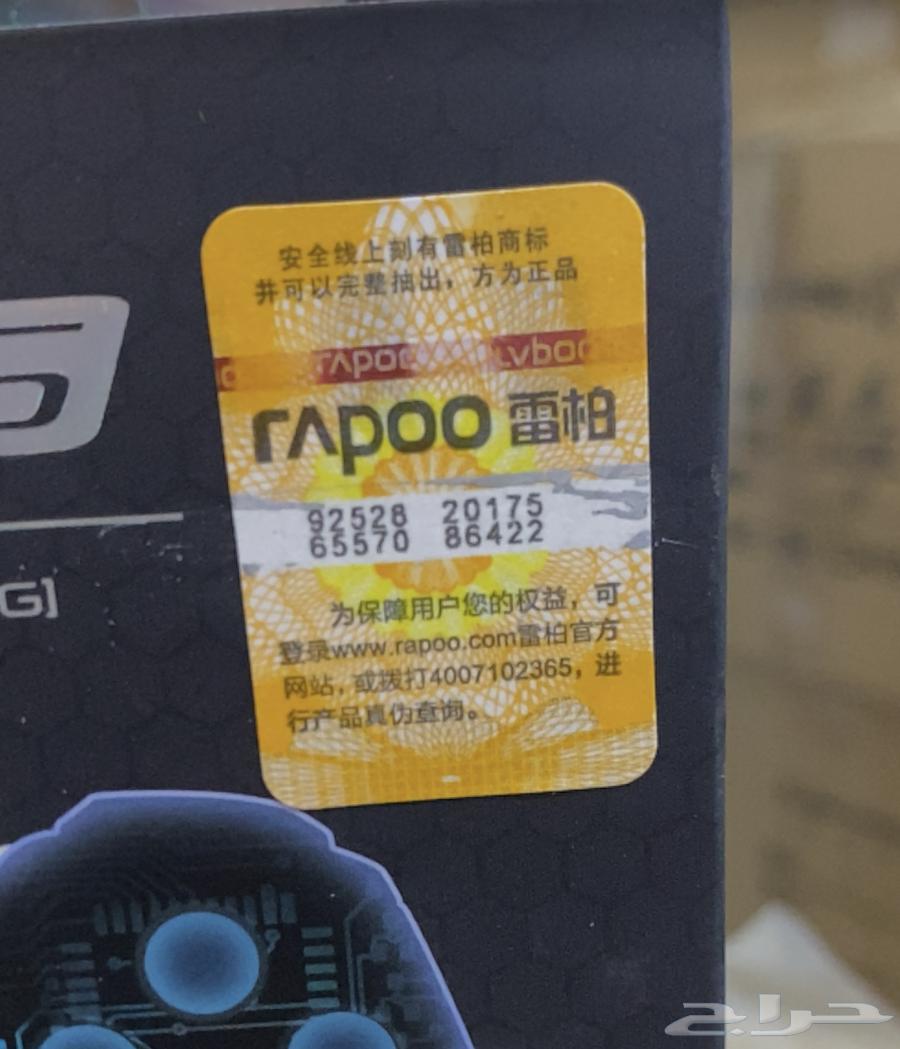 安全线上刻有雷柏商标
并可以完整抽出，方为正品
rapoo
rapoo 雷柏
92528 20175
65570 86422
为保障用户您的权益，可
登录www.rapoo.com雷柏官方
网站，或拨打4007102365，进
行产品真伪查询。
G]
حراج